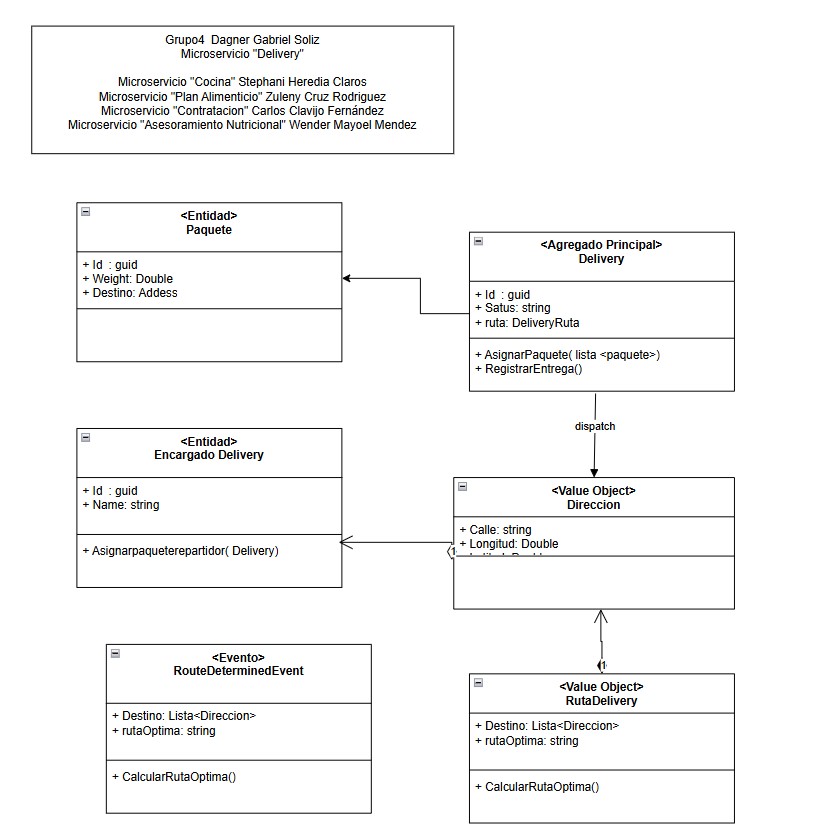 Grupo4 Dagner Gabriel Soliz
Microservicio "Delivery"
Microservicio "Cocina" Stephani Heredia Claros
Microservicio "Plan Alimenticio" Zuleny Cruz Rodriguez
Microservicio "Contratacion" Carlos Clavijo Fernández
Microservicio "Asesoramiento Nutricional" Wender Mayoel Mendez
<Entidad>
Paquete
+ Id : guid
+ Weight: Double
+ Destino: Addess
<Agregado Principal>
Delivery
+ Id : guid
+ Satus: string
+ ruta: DeliveryRuta
+ AsignarPaquete( lista <paquete>)
+ RegistrarEntrega()
dispatch
<Entidad>
Encargado Delivery
+ Id : guid
+ Name: string
+ Asignarpaqueterepartidor( Delivery)
<Value Object>
Direccion
+ Calle: string
+ Longitud: Double
1
1
<Evento>
RouteDeterminedEvent
+ Destino: Lista<Direccion>
+ rutaOptima: string
+ CalcularRutaOptima()
<Value Object>
RutaDelivery
+ Destino: Lista<Direccion>
+ rutaOptima: string
+ CalcularRutaOptima()